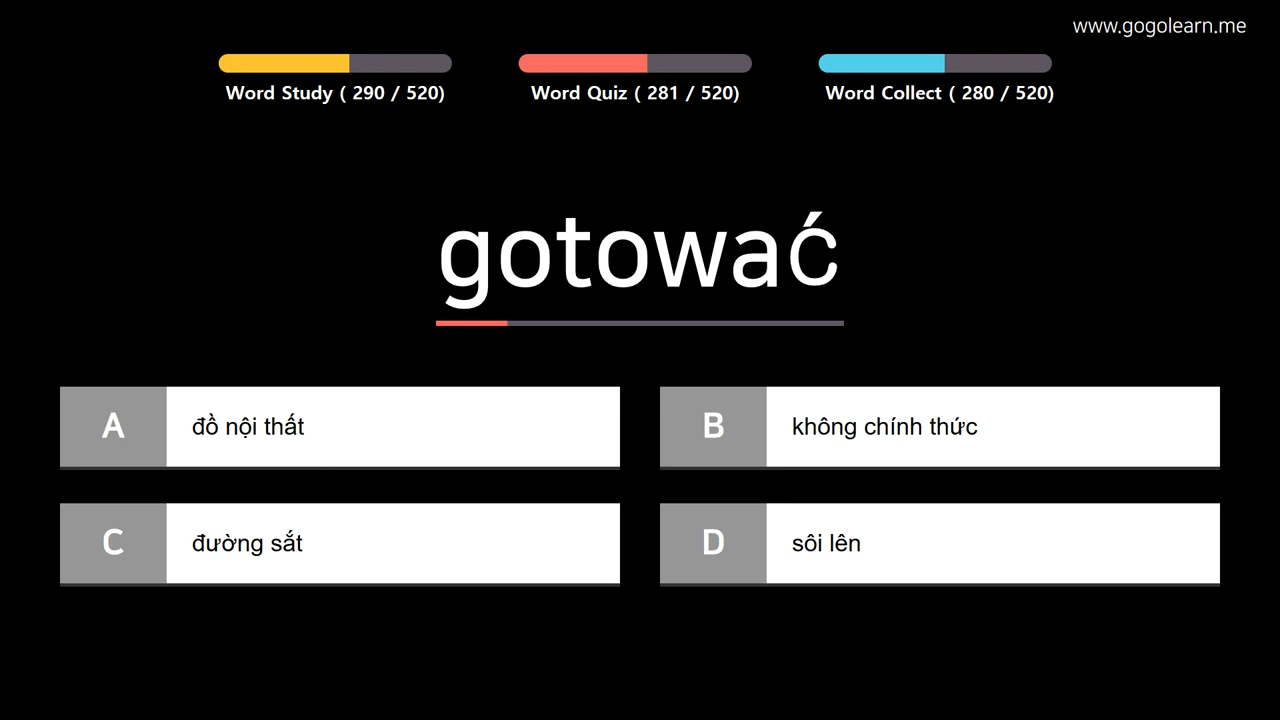 www.gogolearn.me
Word Study ( 290 / 520)
Word Quiz ( 281 / 520)
Word Collect ( 280 / 520)
gotować
A
đồ nội thất
B
không chính thức
C
đường sắt
D
sôi lên